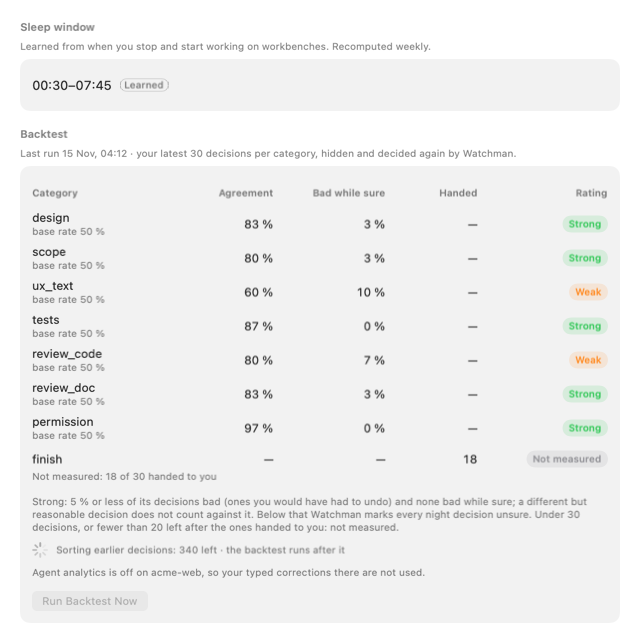 Sleep window
Learned from when you stop and start working on workbenches. Recomputed weekly.
00:30–07:45 Learned
Backtest
Last run 15 Nov, 04:12 · your latest 30 decisions per category, hidden and decided again by Watchman.
Category Agreement Bad while sure Handed Rating
design 83 % 3 % — Strong
base rate 50 %
scope 80 % 3 % — Strong
base rate 50 %
ux_text 60 % 10 % — Weak
base rate 50 %
tests 87 % 0 % — Strong
base rate 50 %
review_code 80 % 7 % — Weak
base rate 50 %
review_doc 83 % 3 % — Strong
base rate 50 %
permission 97 % 0 % — Strong
base rate 50 %
finish — — 18 Not measured
Not measured: 18 of 30 handed to you
Strong: 5 % or less of its decisions bad (ones you would have had to undo) and none bad while sure; a different but
reasonable decision does not count against it. Below that Watchman marks every night decision unsure. Under 30
decisions, or fewer than 20 left after the ones handed to you: not measured.
Sorting earlier decisions: 340 left · the backtest runs after it
Agent analytics is off on acme-web, so your typed corrections there are not used.
Run Backtest Now